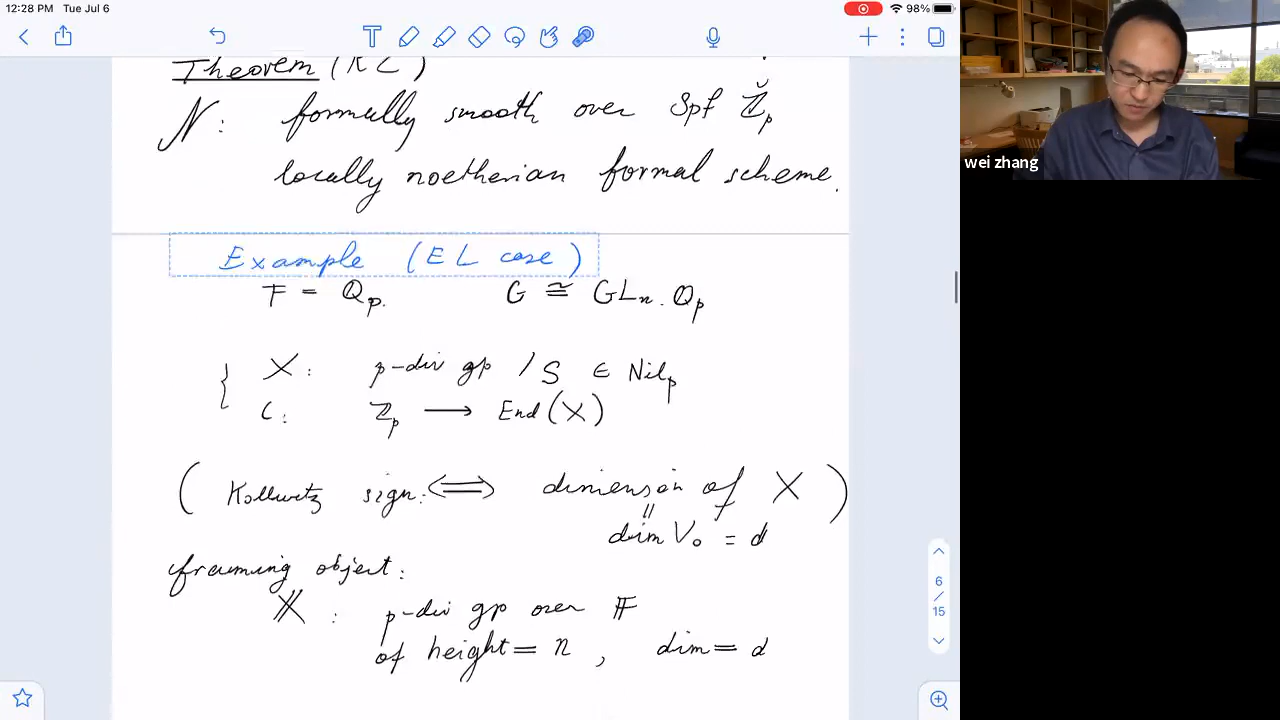 12:28 PM Tue Jul 6
98%
Theorem (RZ)
N: formally smooth over Spf Z̆p
locally noetherian formal scheme.
wei zhang
Example (EL case)
F = Qp. G ≅ GLn, Qp
{ X: p-div gp / S ∈ Nilp
ι: Zp → End(X)
( Kottwitz sign. ⟺ dimension of X )
dim V0 = d
framing object:
𝕏 : p-div gp over 𝔽
of height = n, dim = d
6
/
15